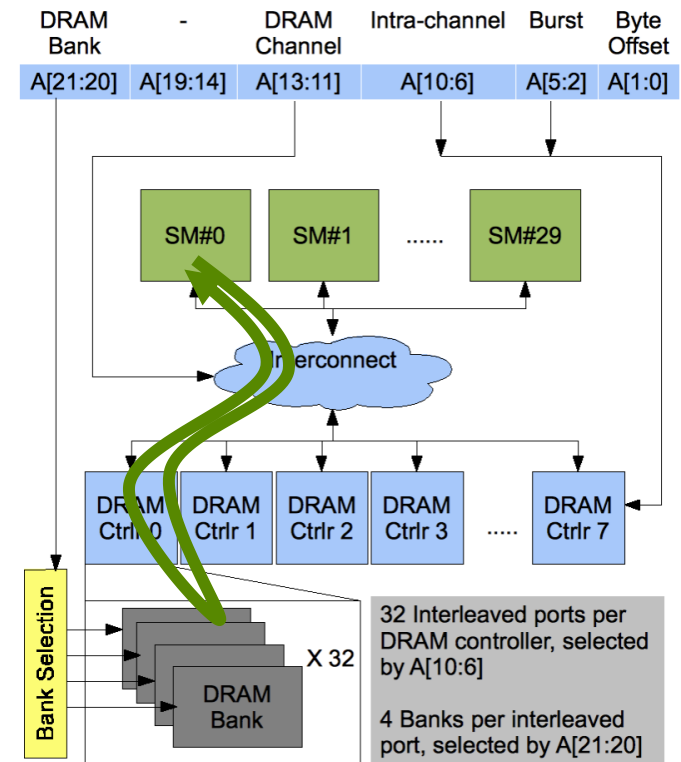 DRAM Bank
-
DRAM Channel
Intra-channel
Burst
Byte Offset
A[21:20]
A[19:14]
A[13:11]
A[10:6]
A[5:2]
A[1:0]
SM#0
SM#1
......
SM#29
Interconnect
DRAM
Ctrlr 0
DRAM
Ctrlr 1
DRAM
Ctrlr 2
DRAM
Ctrlr 3
.....
DRAM
Ctrlr 7
Bank Selection
X 32
DRAM
Bank
32 Interleaved ports per
DRAM controller, selected
by A[10:6]
4 Banks per interleaved
port, selected by A[21:20]